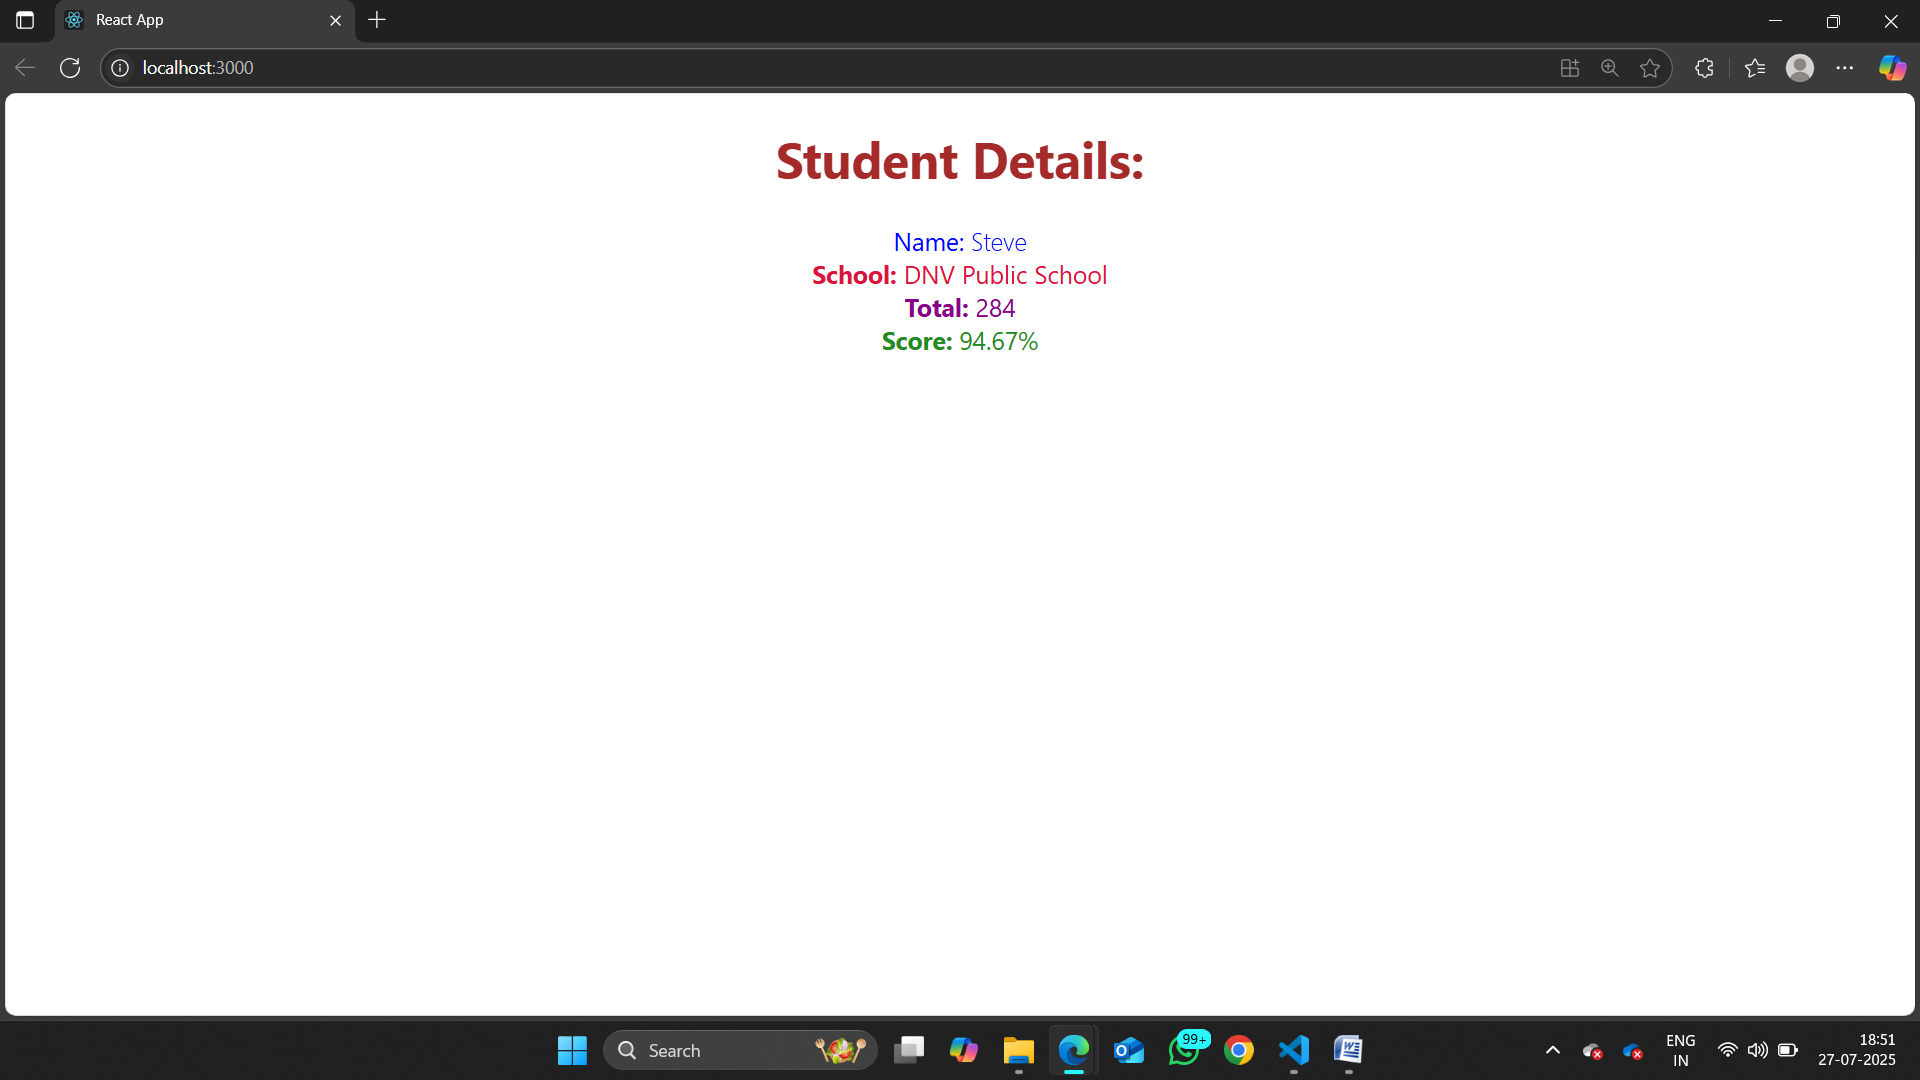 React App
localhost:3000
Student Details:
Name: Steve
School: DNV Public School
Total: 284
Score: 94.67%
Search
99+
ENG
IN
18:51
27-07-2025